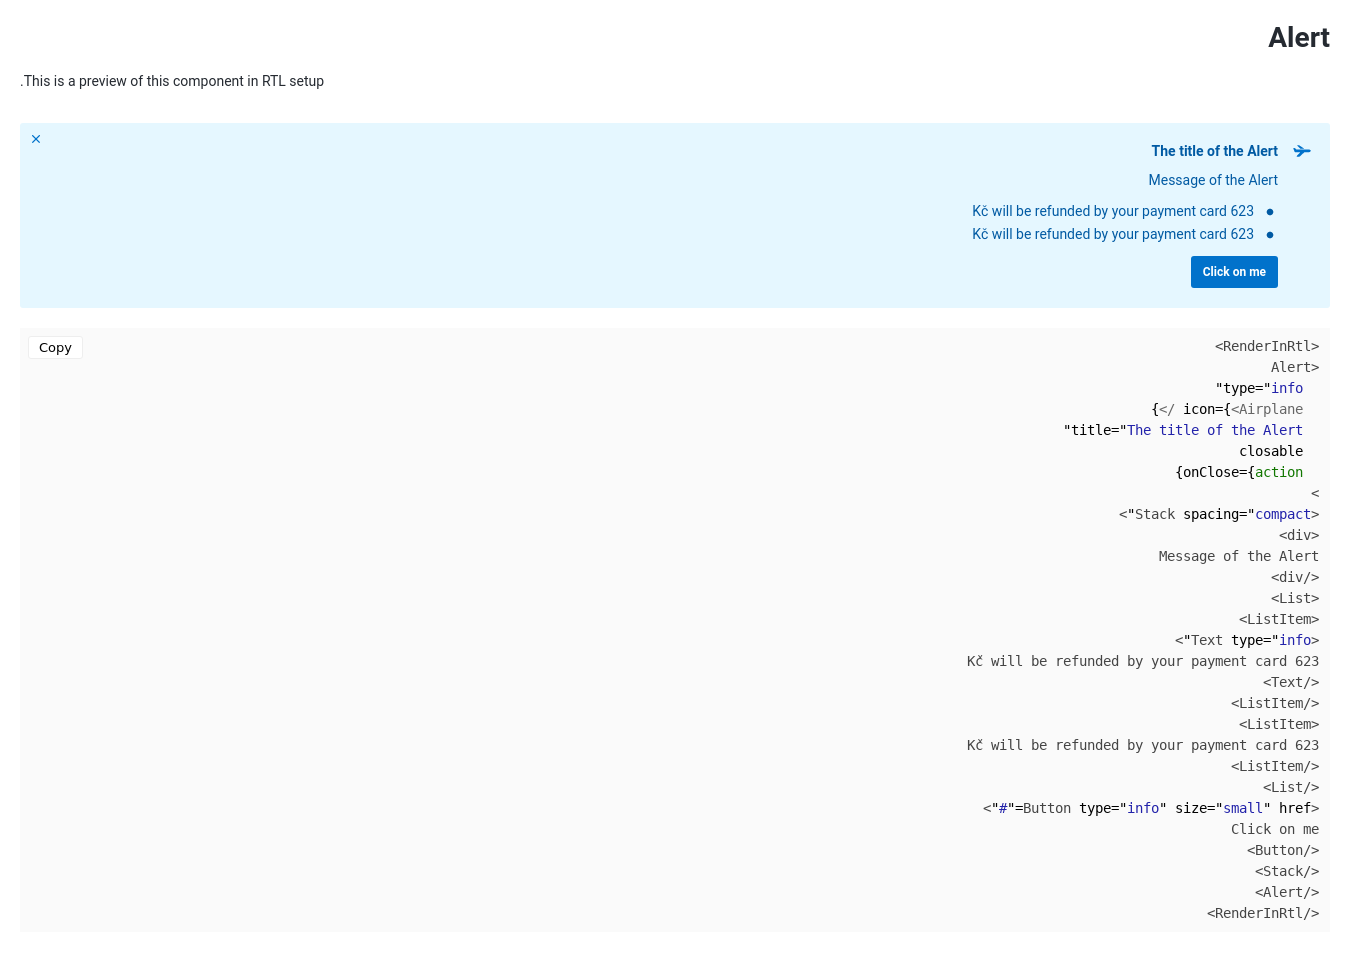 Alert
.This is a preview of this component in RTL setup
The title of the Alert
Message of the Alert
Kč will be refunded by your payment card 623
Kč will be refunded by your payment card 623
Click on me
Copy
<RenderInRtl>
Alert>
"type="info
{</ icon={<Airplane
"title="The title of the Alert
closable
{onClose={action
<
<"Stack spacing="compact>
<div>
Message of the Alert
<div/>
<List>
<ListItem>
<"Text type="info>
Kč will be refunded by your payment card 623
<Text/>
<ListItem/>
<ListItem>
Kč will be refunded by your payment card 623
<ListItem/>
<List/>
<"#"=Button type="info" size="small" href>
Click on me
<Button/>
<Stack/>
<Alert/>
<RenderInRtl/>